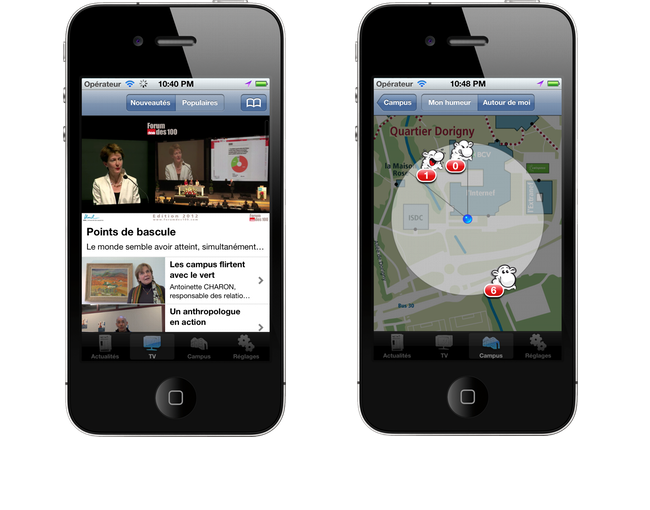 Opérateur 10:40 PM
Nouveautés Populaires
Forum
des 100
Edition 2012
Forum
des 100
Points de bascule
Le monde semble avoir atteint, simultanément…
Les campus flirtent
avec le vert
Antoinette CHARON,
responsable des relatio…
Un anthropologue
en action
Actualités TV Campus Réglages
Opérateur 10:48 PM
Campus Mon humeur Autour de moi
Quartier Dorigny
BCV
la Maison
Rose
1
0
Internef
ISDC
6
Actualités TV Campus Réglages